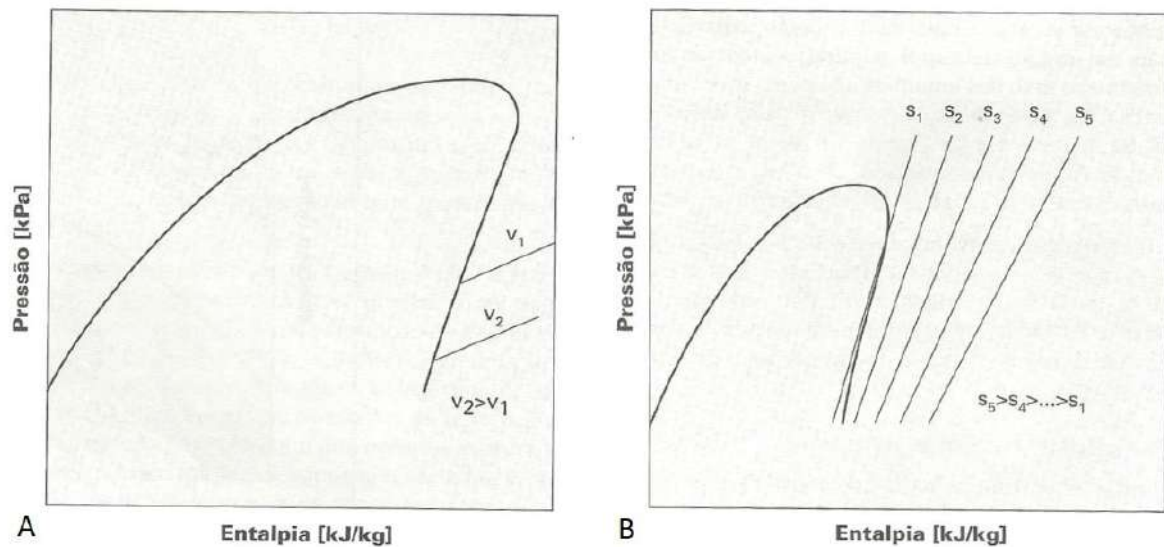 Pressão [kPa]
v₁
v₂
v₂>v₁
Entalpia [kJ/kg]
A
Pressão [kPa]
s₁ s₂ s₃ s₄ s₅
s₅>s₄>...>s₁
Entalpia [kJ/kg]
B